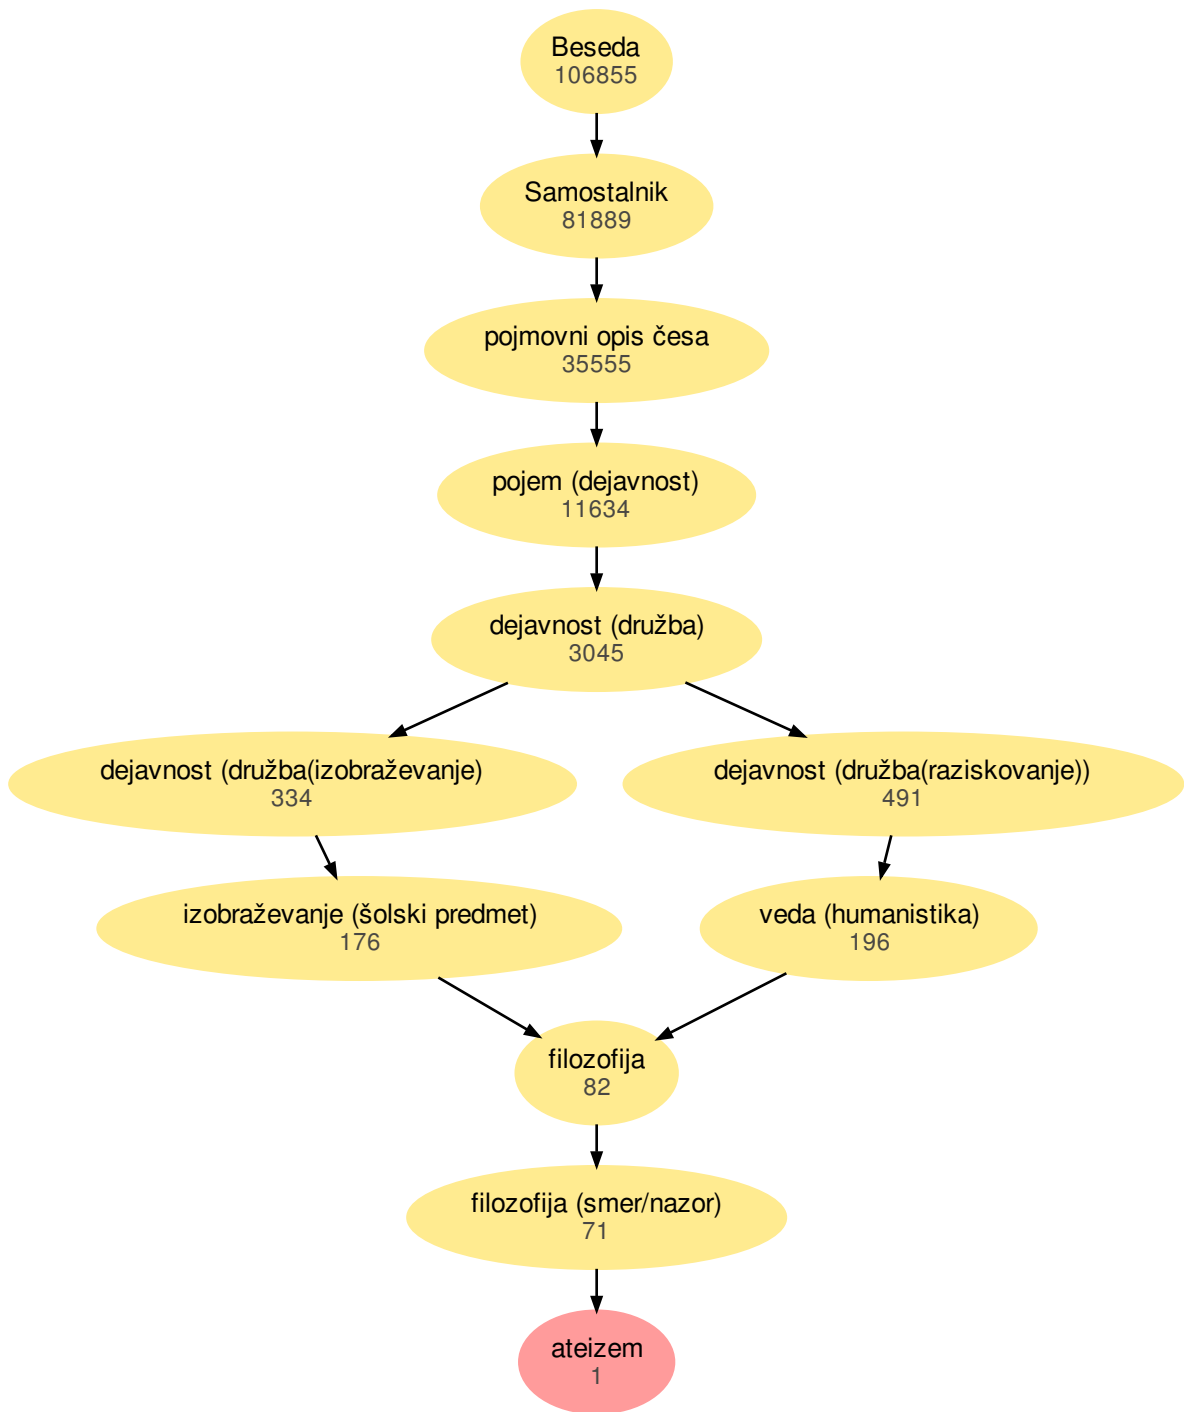 Beseda
106855
Samostalnik
81889
pojmovni opis česa
35555
pojem (dejavnost)
11634
dejavnost (družba)
3045
dejavnost (družba(izobraževanje)
334
dejavnost (družba(raziskovanje))
491
izobraževanje (šolski predmet)
176
veda (humanistika)
196
filozofija
82
filozofija (smer/nazor)
71
ateizem
1